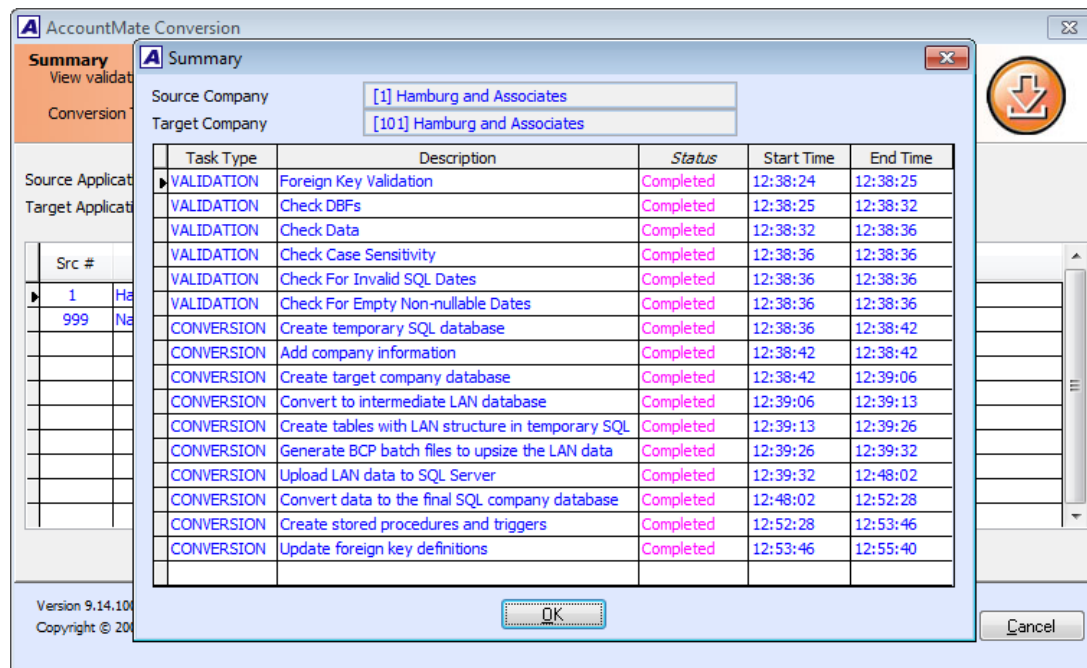 AccountMate Conversion
Summary
View validat
Conversion
Source Applicat
Target Applicati
Src #
1 Ha
999 Na
Version 9.14.100
Copyright © 200
Cancel
Summary
Source Company [1] Hamburg and Associates
Target Company [101] Hamburg and Associates
Task Type Description Status Start Time End Time
VALIDATION Foreign Key Validation Completed 12:38:24 12:38:25
VALIDATION Check DBFs Completed 12:38:25 12:38:32
VALIDATION Check Data Completed 12:38:32 12:38:36
VALIDATION Check Case Sensitivity Completed 12:38:36 12:38:36
VALIDATION Check For Invalid SQL Dates Completed 12:38:36 12:38:36
VALIDATION Check For Empty Non-nullable Dates Completed 12:38:36 12:38:36
CONVERSION Create temporary SQL database Completed 12:38:36 12:38:42
CONVERSION Add company information Completed 12:38:42 12:38:42
CONVERSION Create target company database Completed 12:38:42 12:39:06
CONVERSION Convert to intermediate LAN database Completed 12:39:06 12:39:13
CONVERSION Create tables with LAN structure in temporary SQL Completed 12:39:13 12:39:26
CONVERSION Generate BCP batch files to upsize the LAN data Completed 12:39:26 12:39:32
CONVERSION Upload LAN data to SQL Server Completed 12:39:32 12:48:02
CONVERSION Convert data to the final SQL company database Completed 12:48:02 12:52:28
CONVERSION Create stored procedures and triggers Completed 12:52:28 12:53:46
CONVERSION Update foreign key definitions Completed 12:53:46 12:55:40
OK